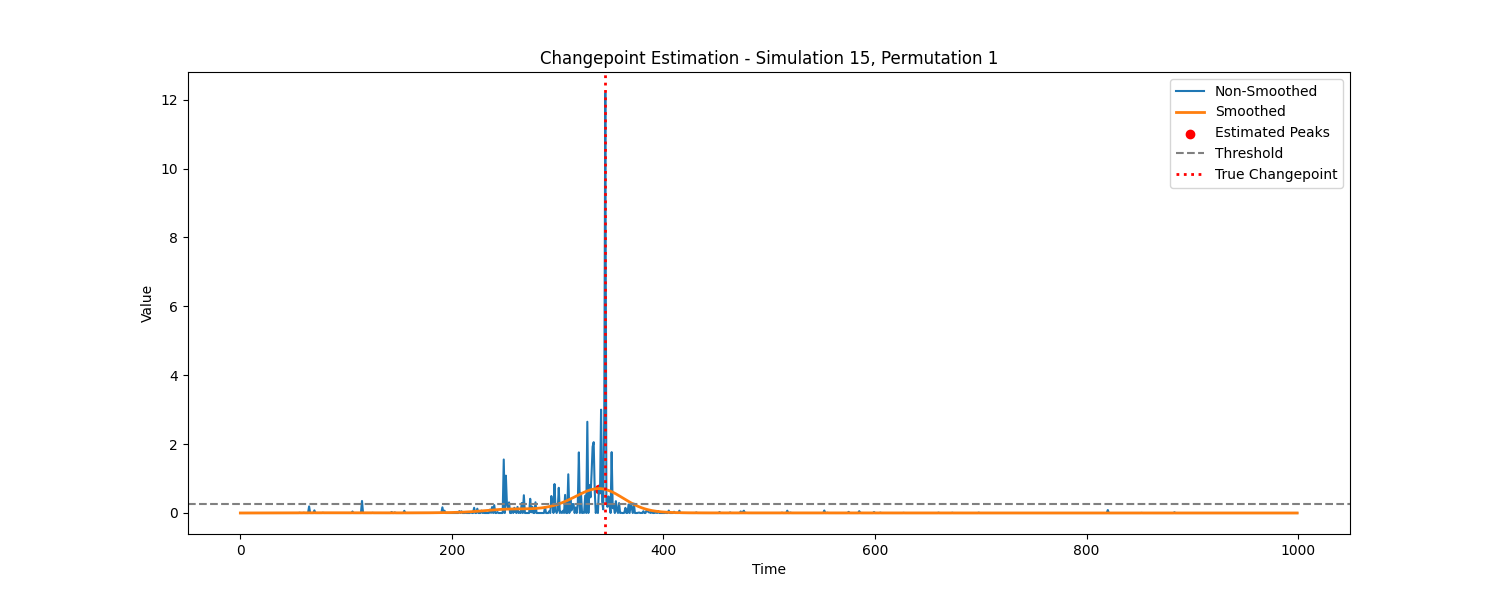 Changepoint Estimation - Simulation 15, Permutation 1
Non-Smoothed
Smoothed
Estimated Peaks
Threshold
True Changepoint
Value
12
10
8
6
4
2
0
0 200 400 600 800 1000
Time